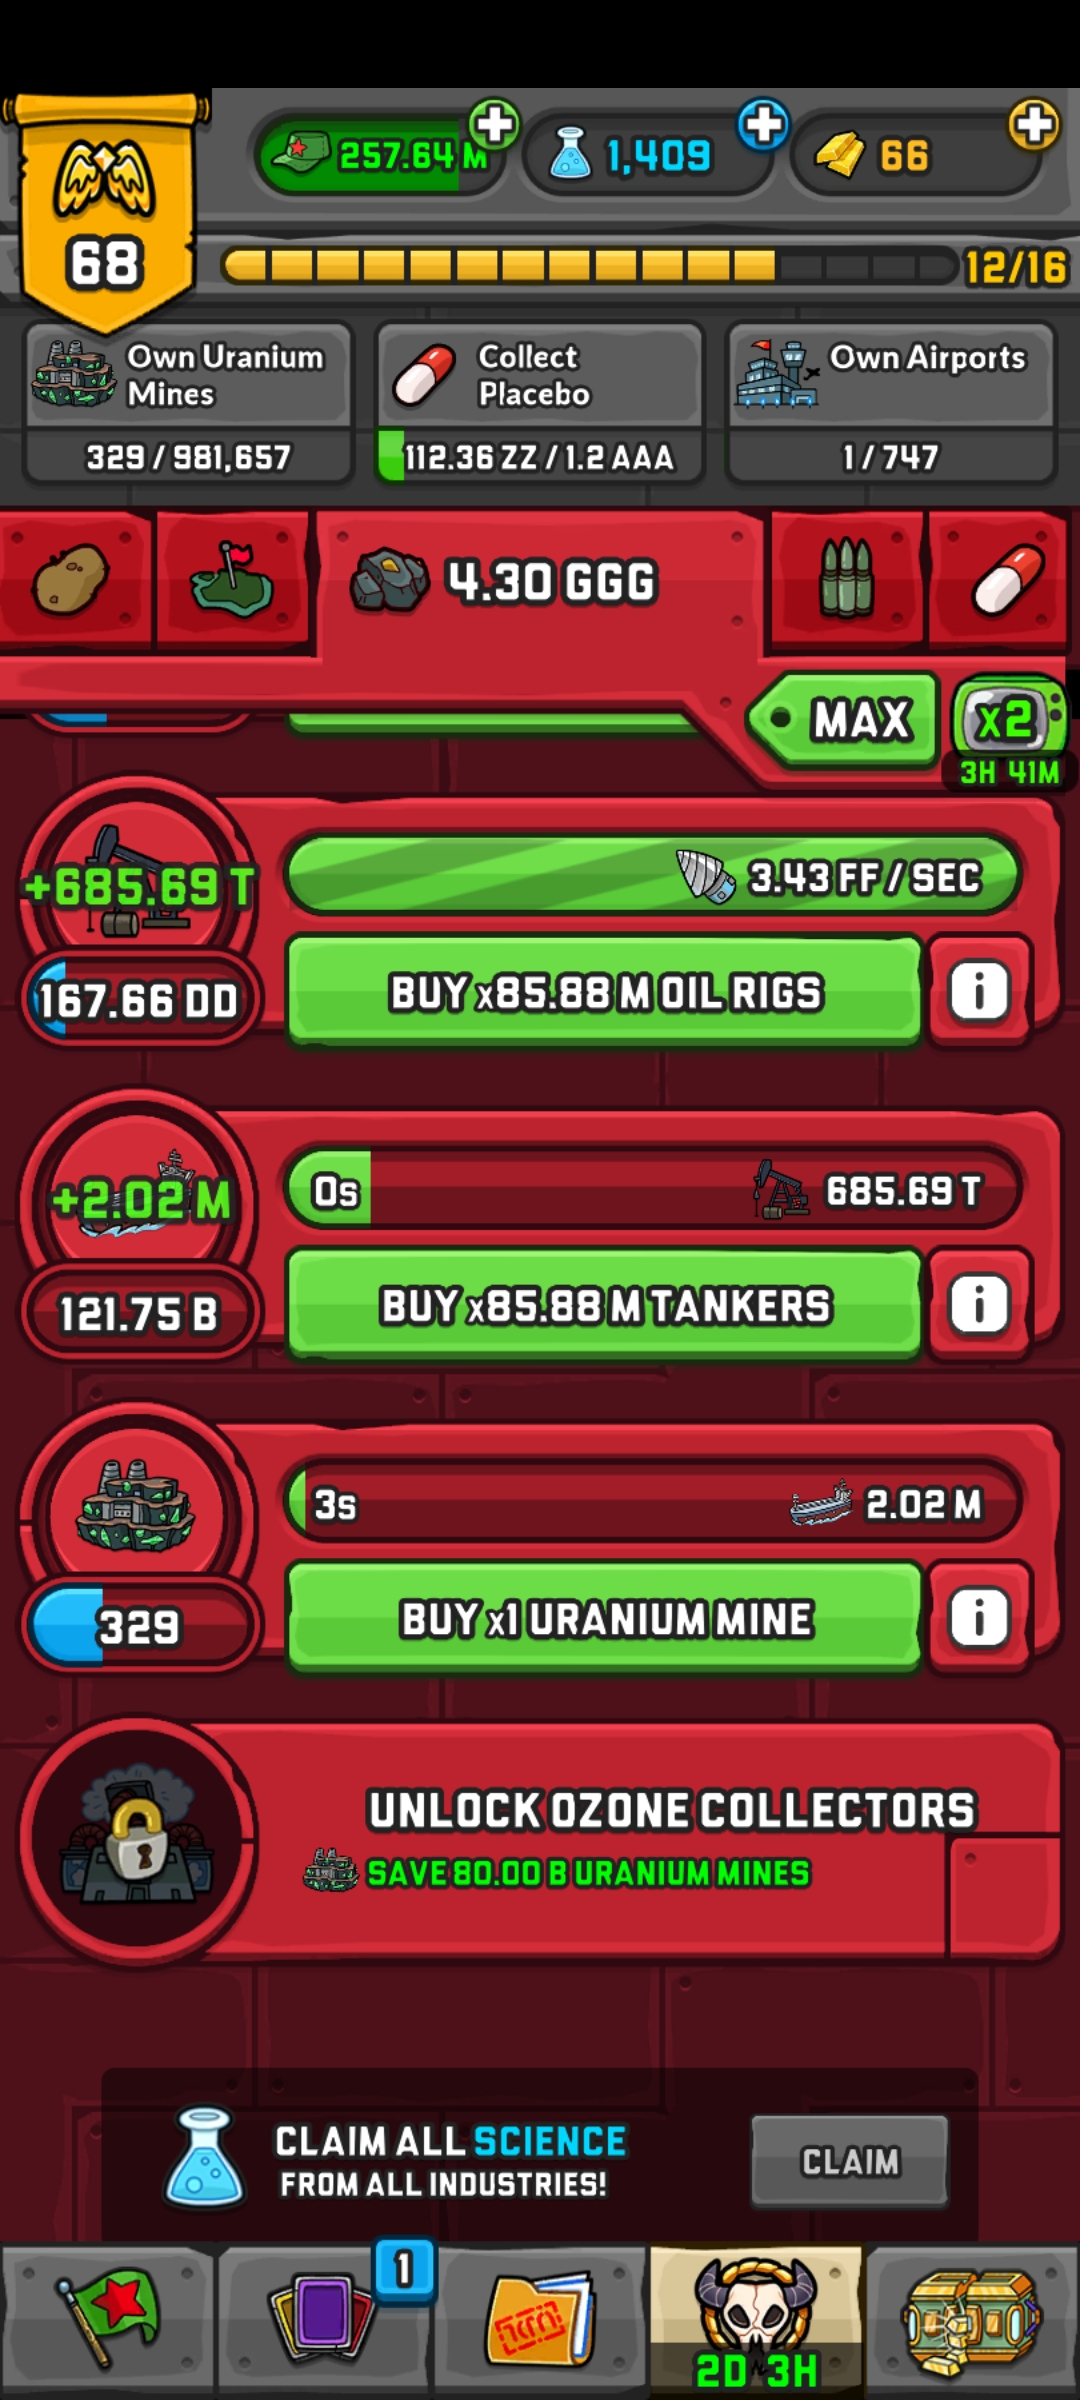 257.64 M
1,409
66
68
12/16
Own Uranium
Mines
329 / 981,657
Collect
Placebo
112.36 ZZ / 1.2 AAA
Own Airports
1 / 747
4.30 GGG
MAX
x2
3H 41M
+685.69 T
3.43 FF / SEC
167.66 DD
BUY x85.88 M OIL RIGS
i
+2.02 M
0s
685.69 T
121.75 B
BUY x85.88 M TANKERS
i
3s
2.02 M
329
BUY x1 URANIUM MINE
i
UNLOCK OZONE COLLECTORS
SAVE 80.00 B URANIUM MINES
CLAIM ALL SCIENCE
FROM ALL INDUSTRIES!
CLAIM
1
2D 3H